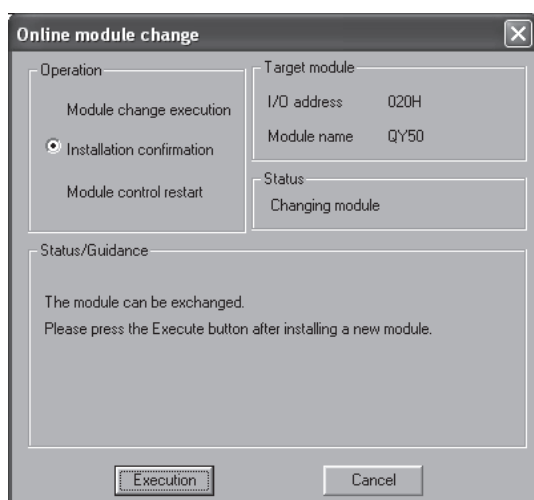 Online module change
Operation
Module change execution
Installation confirmation
Module control restart
Target module
I/O address 020H
Module name QY50
Status
Changing module
Status/Guidance
The module can be exchanged.
Please press the Execute button after installing a new module.
Execution
Cancel